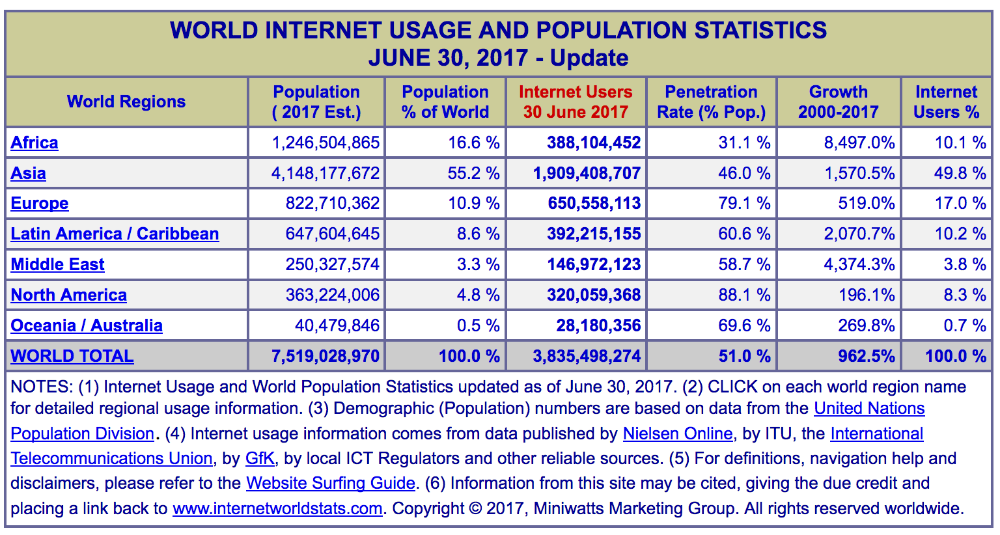 WORLD INTERNET USAGE AND POPULATION STATISTICS
JUNE 30, 2017 - Update
World Regions Population ( 2017 Est.) Population % of World Internet Users 30 June 2017 Penetration Rate (% Pop.) Growth 2000-2017 Internet Users %
Africa 1,246,504,865 16.6 % 388,104,452 31.1 % 8,497.0% 10.1 %
Asia 4,148,177,672 55.2 % 1,909,408,707 46.0 % 1,570.5% 49.8 %
Europe 822,710,362 10.9 % 650,558,113 79.1 % 519.0% 17.0 %
Latin America / Caribbean 647,604,645 8.6 % 392,215,155 60.6 % 2,070.7% 10.2 %
Middle East 250,327,574 3.3 % 146,972,123 58.7 % 4,374.3% 3.8 %
North America 363,224,006 4.8 % 320,059,368 88.1 % 196.1% 8.3 %
Oceania / Australia 40,479,846 0.5 % 28,180,356 69.6 % 269.8% 0.7 %
WORLD TOTAL 7,519,028,970 100.0 % 3,835,498,274 51.0 % 962.5% 100.0 %
NOTES: (1) Internet Usage and World Population Statistics updated as of June 30, 2017. (2) CLICK on each world region name
for detailed regional usage information. (3) Demographic (Population) numbers are based on data from the United Nations
Population Division. (4) Internet usage information comes from data published by Nielsen Online, by ITU, the International
Telecommunications Union, by GfK, by local ICT Regulators and other reliable sources. (5) For definitions, navigation help and
disclaimers, please refer to the Website Surfing Guide. (6) Information from this site may be cited, giving the due credit and
placing a link back to www.internetworldstats.com. Copyright © 2017, Miniwatts Marketing Group. All rights reserved worldwide.